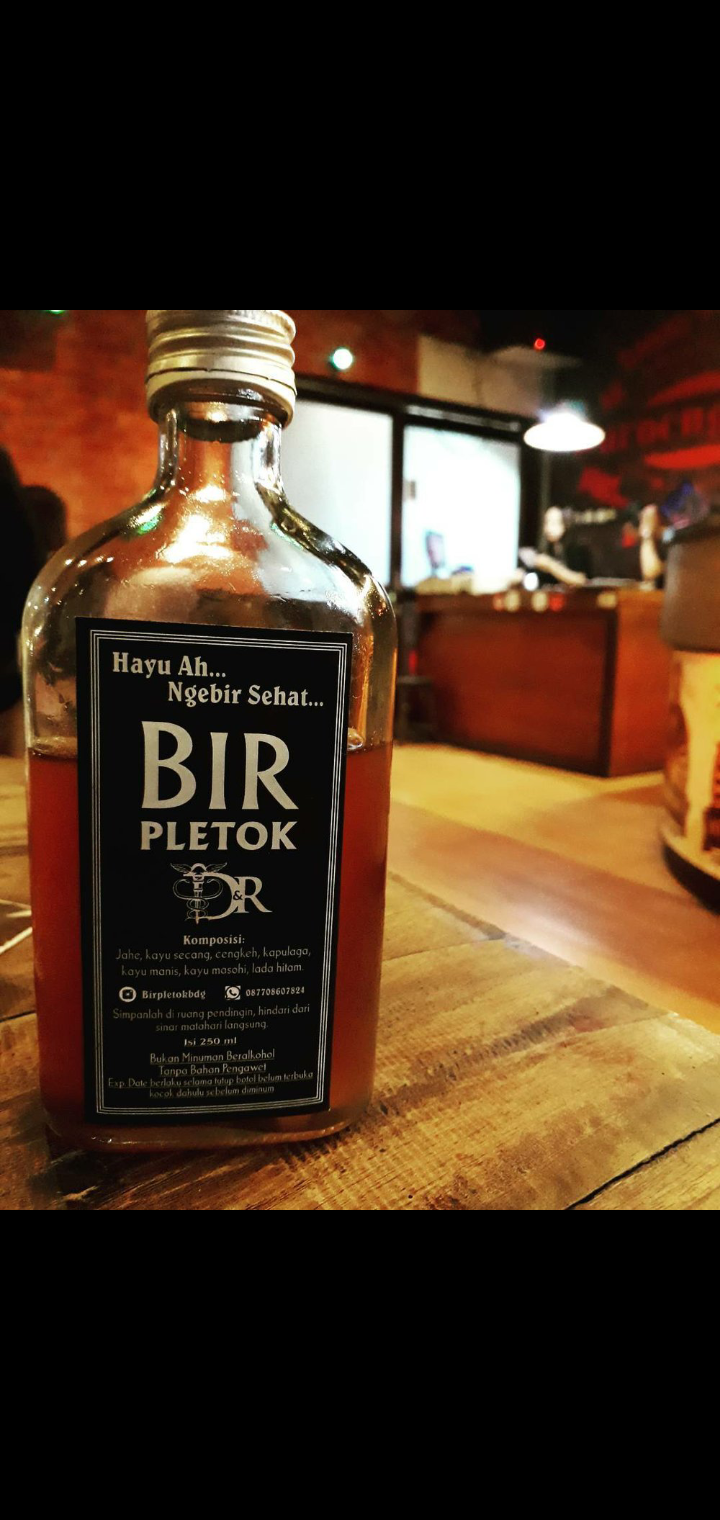 Hayu Ah...
Ngebir Sehat...
BIR
PLETOK
D&R
Komposisi:
Jahe, kayu secang, cengkeh, kapulaga,
kayu manis, kayu masohi, lada hitam.
Birpletokbdg 087708607824
Simpanlah di ruang pendingin, hindari dari
sinar matahari langsung.
Isi 250 ml
Bukan Minuman Beralkohol
Tanpa Bahan Pengawet
Exp. Date berlaku selama tutup botol belum terbuka
kocok dahulu sebelum diminum